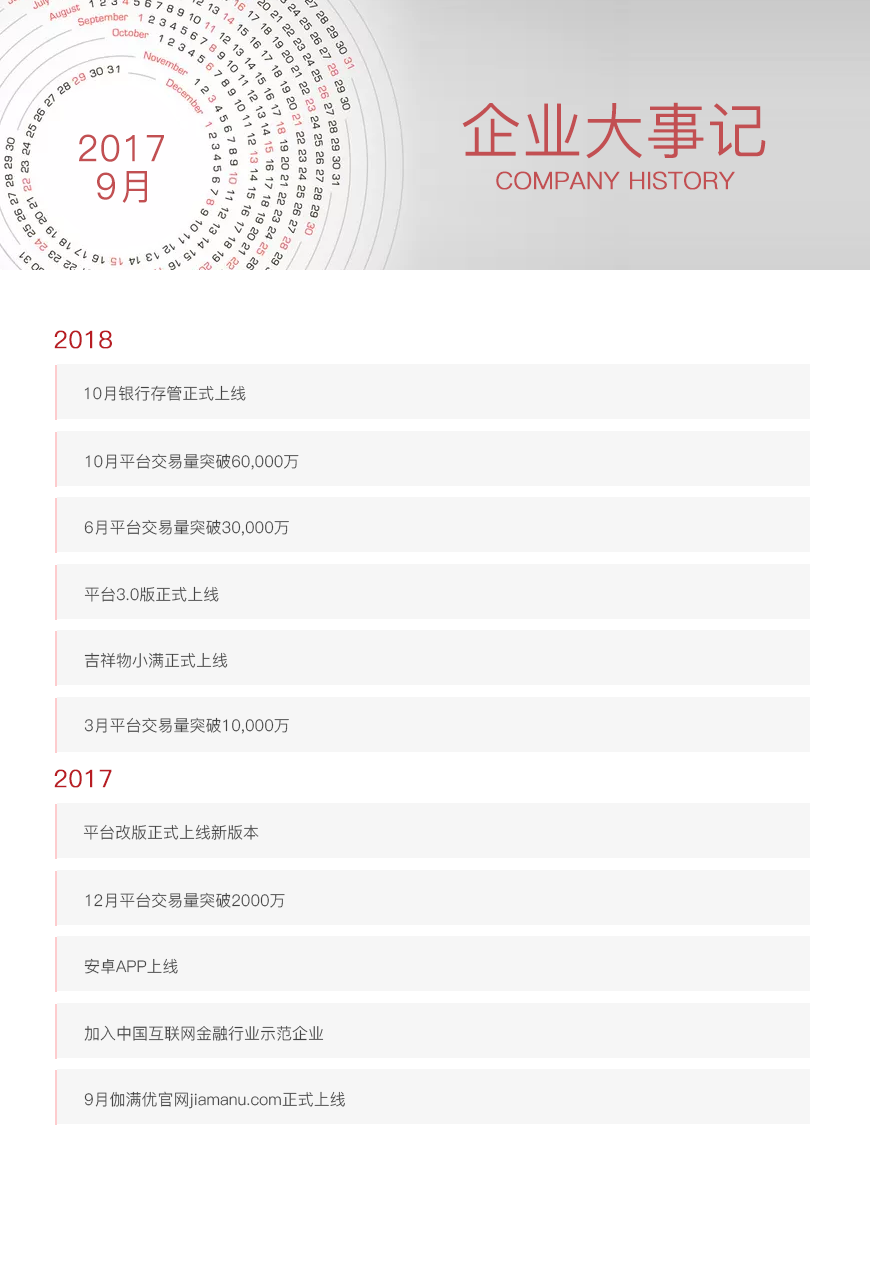 July
August
September
October
November
December
2017
9月
企业大事记
COMPANY HISTORY
2018
10月银行存管正式上线
10月平台交易量突破60,000万
6月平台交易量突破30,000万
平台3.0版正式上线
吉祥物小满正式上线
3月平台交易量突破10,000万
2017
平台改版正式上线新版本
12月平台交易量突破2000万
安卓APP上线
加入中国互联网金融行业示范企业
9月伽满优官网jiamanu.com正式上线